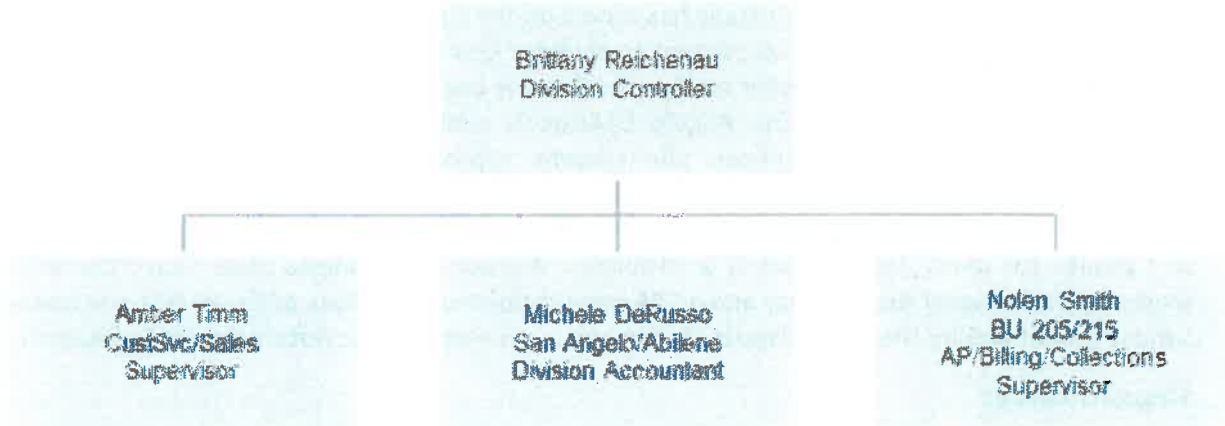 Brittany Reichenau
Division Controller
Amber Timm
CustSvc/Sales
Supervisor
Michele DeRusso
San Angelo/Abilene
Division Accountant
Nolen Smith
BU 205/215
AP/Billing/Collections
Supervisor